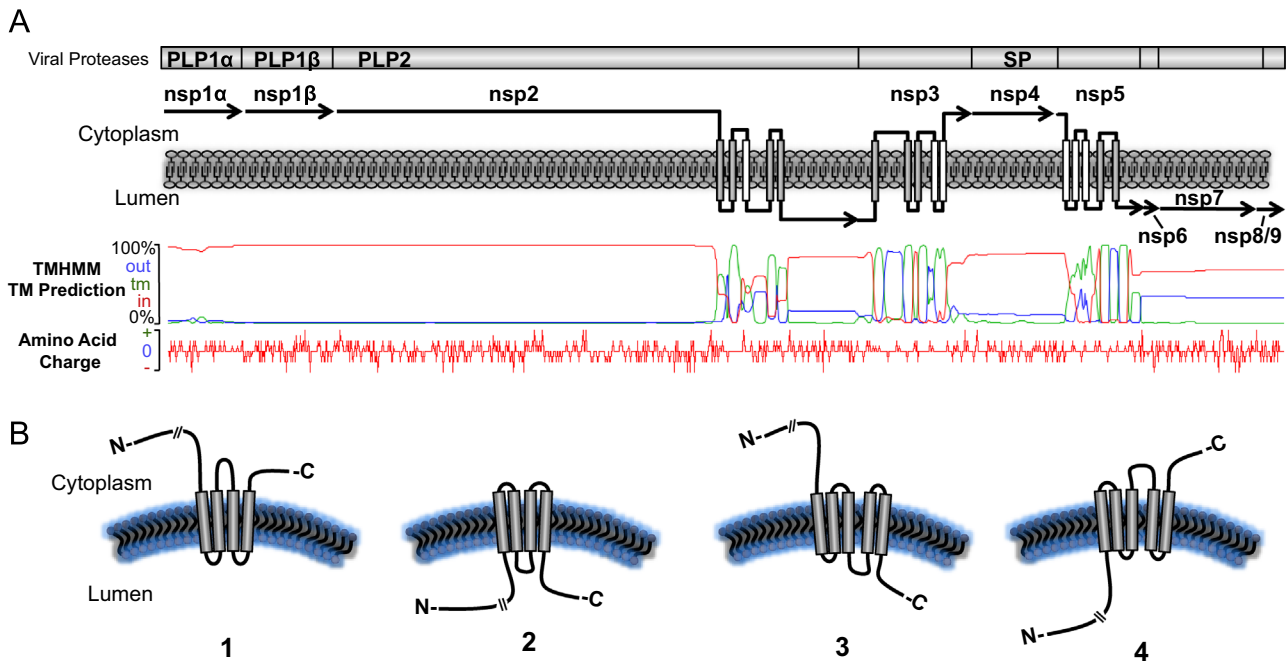 A
Viral Proteases PLP1α PLP1β PLP2 SP
nsp1α nsp1β nsp2 nsp3 nsp4 nsp5
Cytoplasm
Lumen
nsp7
nsp6 nsp8/9
100%
TMHMM out
TM Prediction tm
in
0%
Amino Acid +
Charge 0
-
B
N- -C N- -C
Cytoplasm
N- -C N- -C
Lumen
1 2 3 4